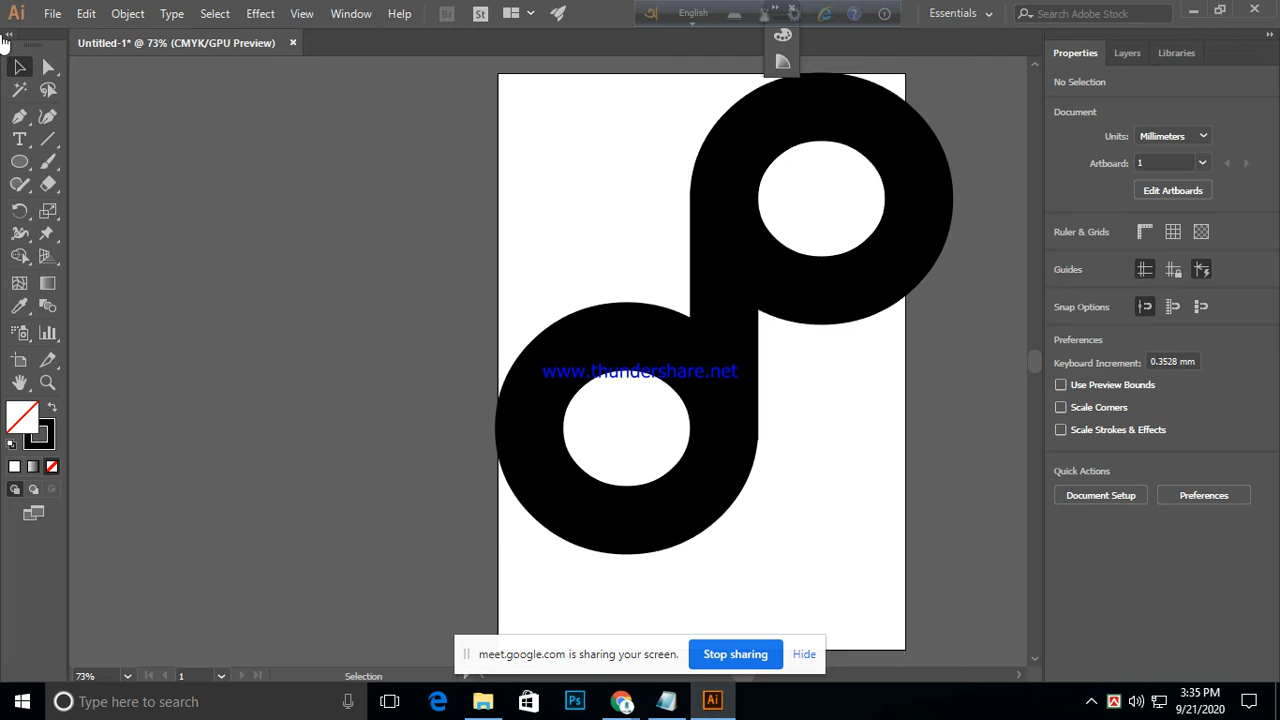 Ai File Edit Object Type Select Effect View Window Help Br St English Essentials Search Adobe Stock
Untitled-1* @ 73% (CMYK/GPU Preview)
Properties Layers Libraries
No Selection
Document
Units: Millimeters
Artboard: 1
Edit Artboards
Ruler & Grids
Guides
Snap Options
Preferences
Keyboard Increment: 0.3528 mm
Use Preview Bounds
Scale Corners
Scale Strokes & Effects
Quick Actions
Document Setup Preferences
www.thundershare.net
meet.google.com is sharing your screen. Stop sharing Hide
73% 1 Selection
Type here to search
Ps Ai
3:35 PM
9/21/2020